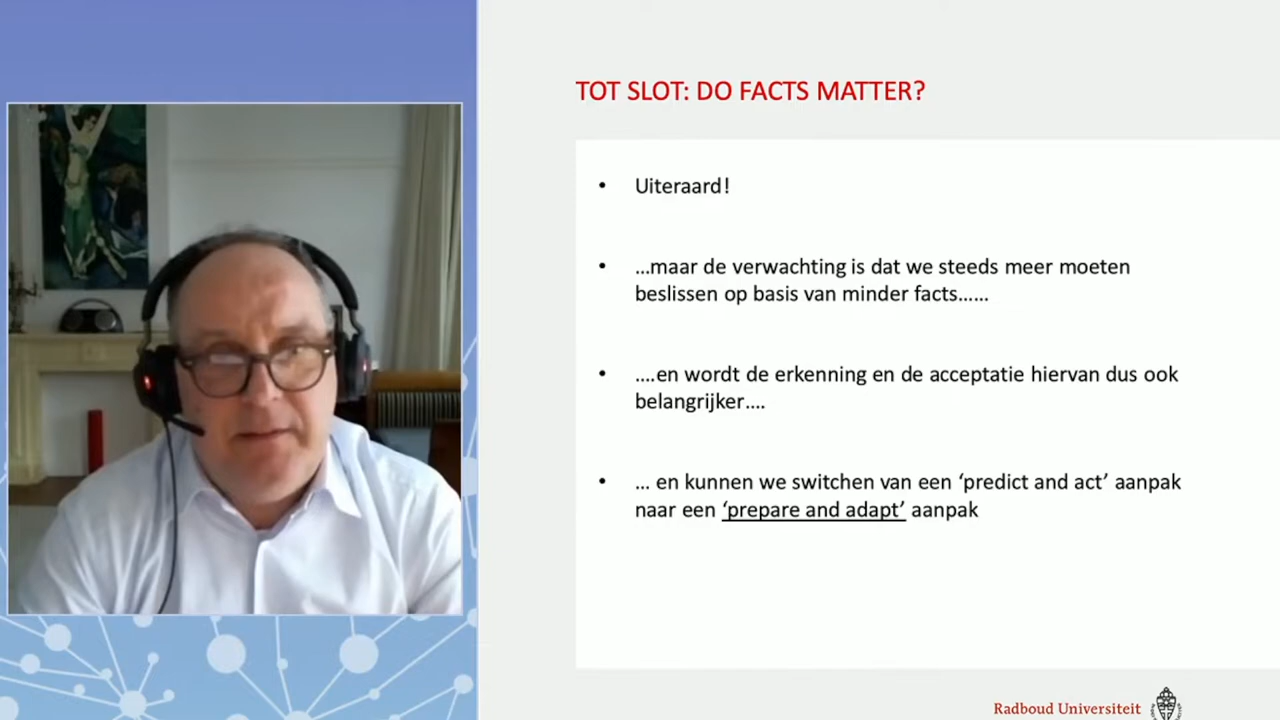 TOT SLOT: DO FACTS MATTER?
• Uiteraard!
• ...maar de verwachting is dat we steeds meer moeten
beslissen op basis van minder facts......
• ....en wordt de erkenning en de acceptatie hiervan dus ook
belangrijker....
• ... en kunnen we switchen van een ‘predict and act’ aanpak
naar een ‘prepare and adapt’ aanpak
Radboud Universiteit